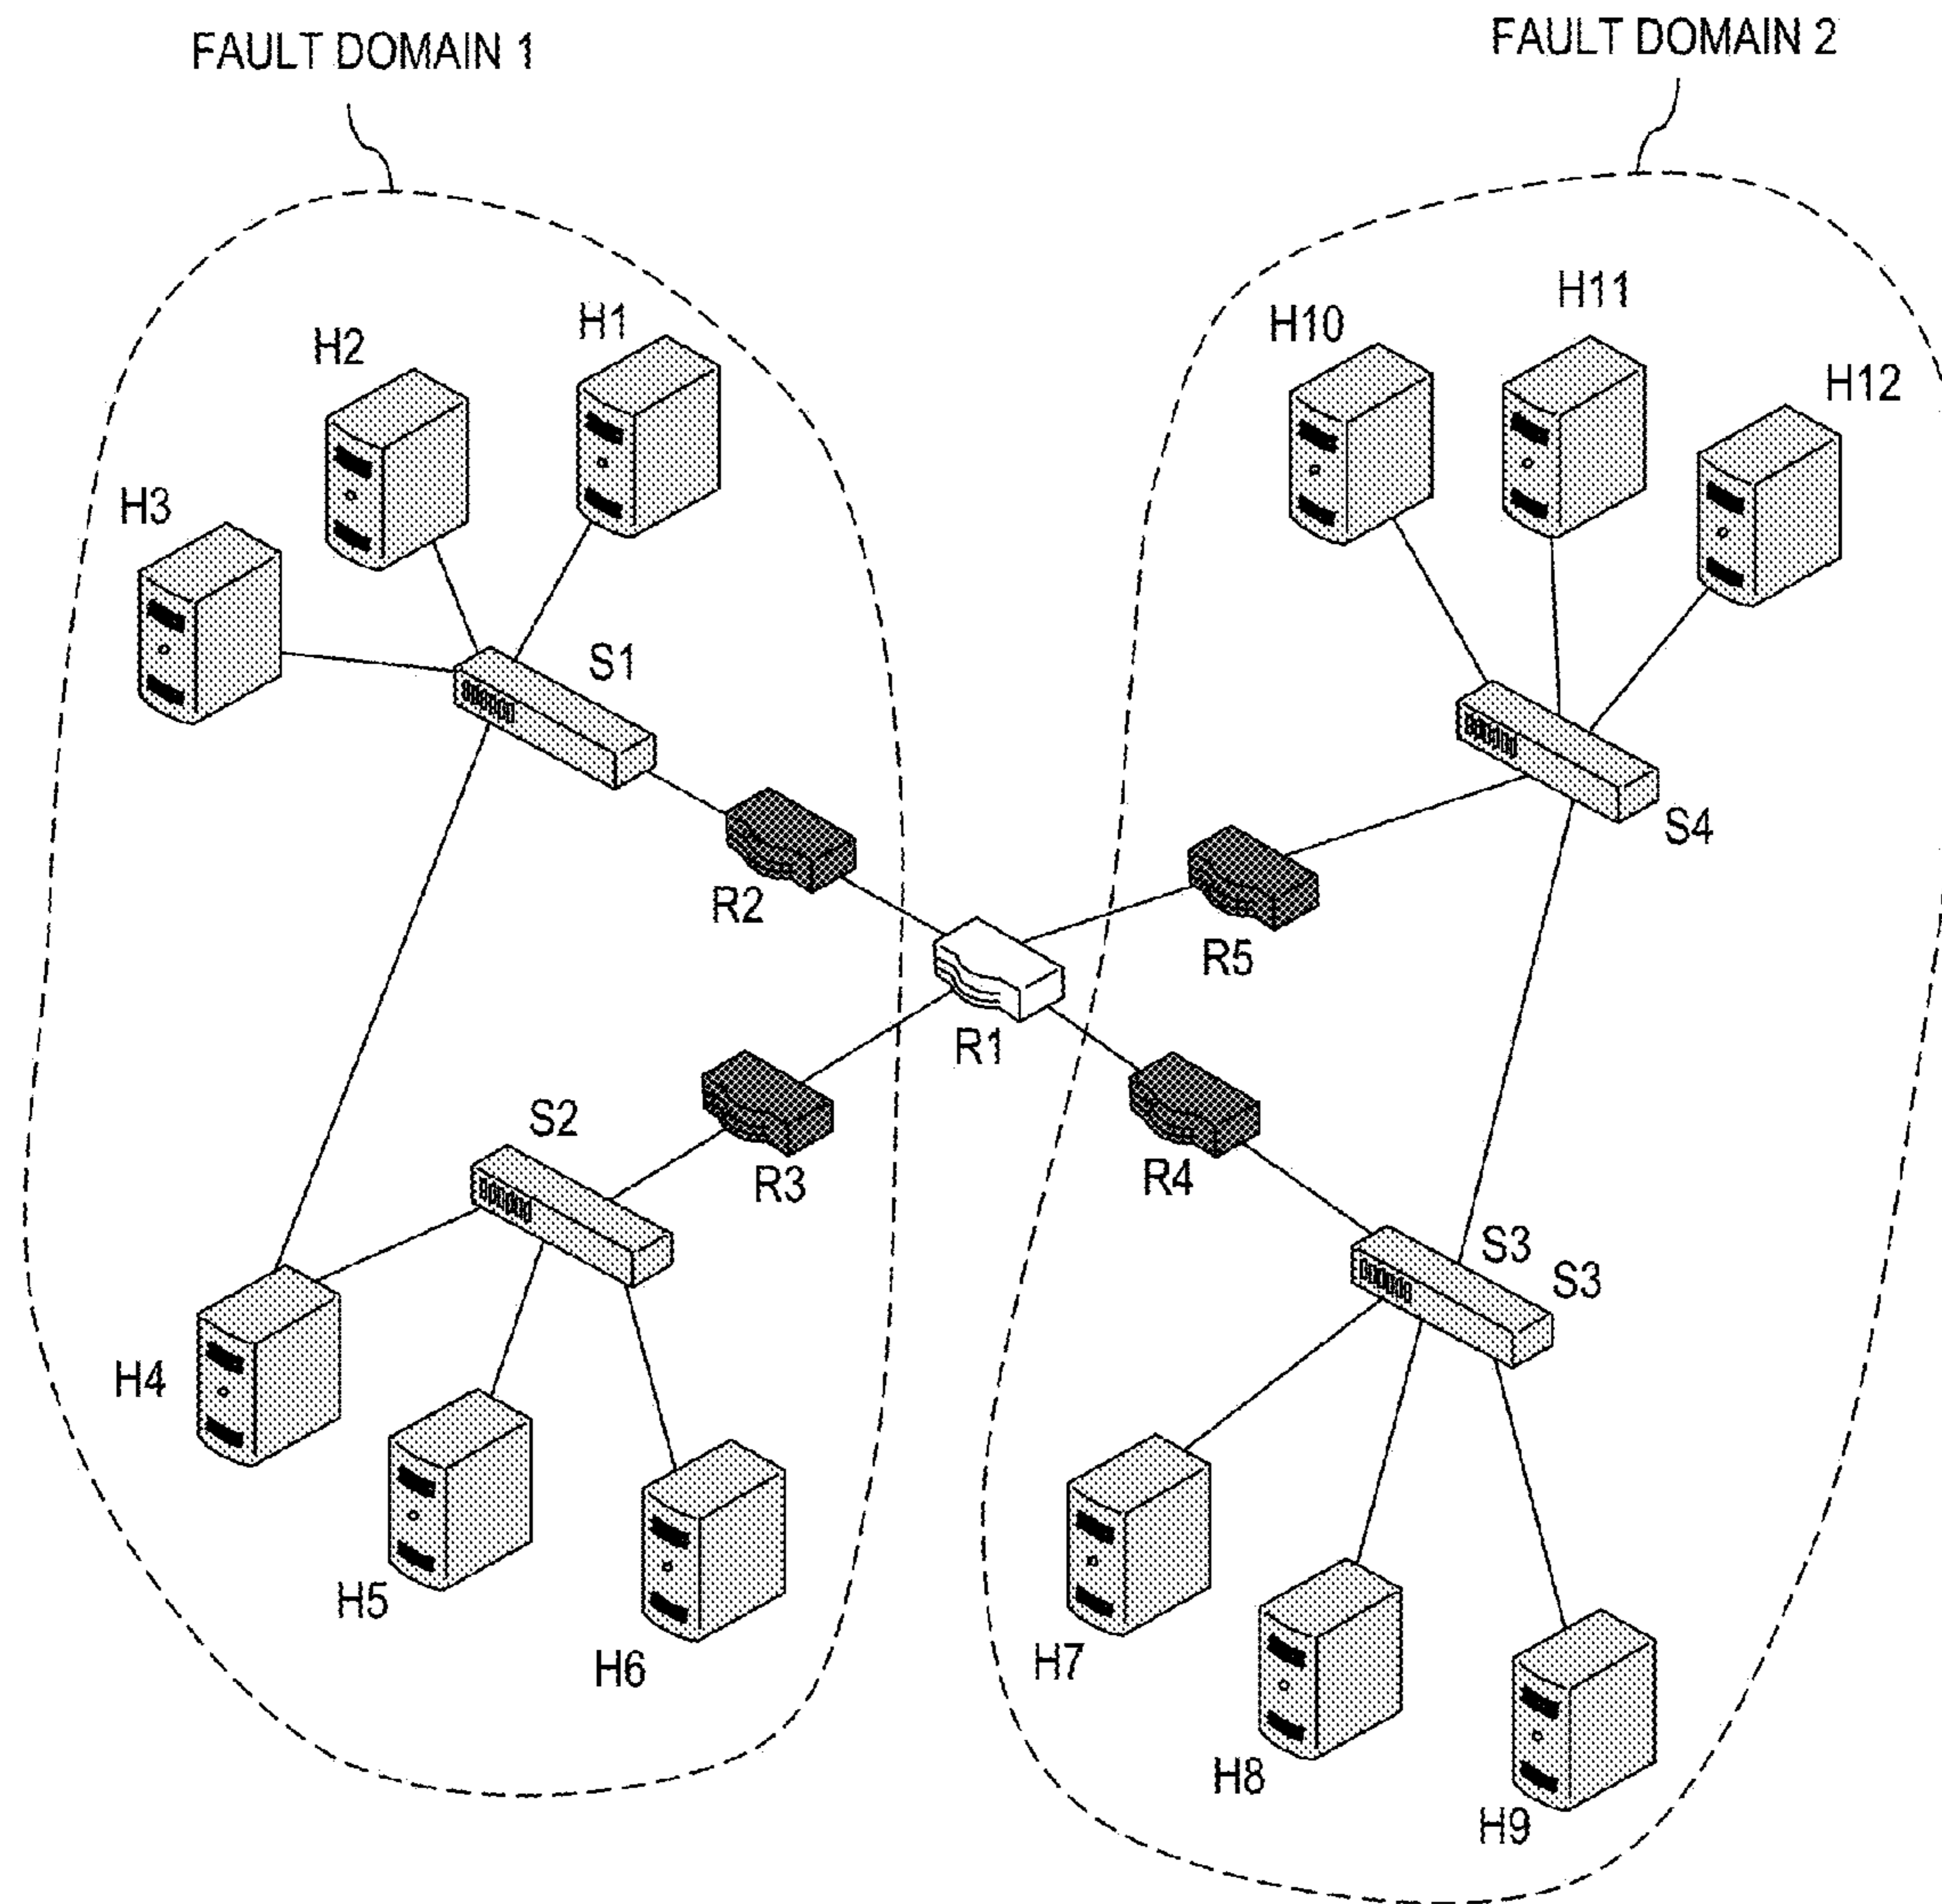 FAULT DOMAIN 1
FAULT DOMAIN 2
H1
H2
H3
H10
H11
H12
S1
S4
R2
R5
R1
S2
R3
R4
S3
S3
H4
H5
H6
H7
H8
H9